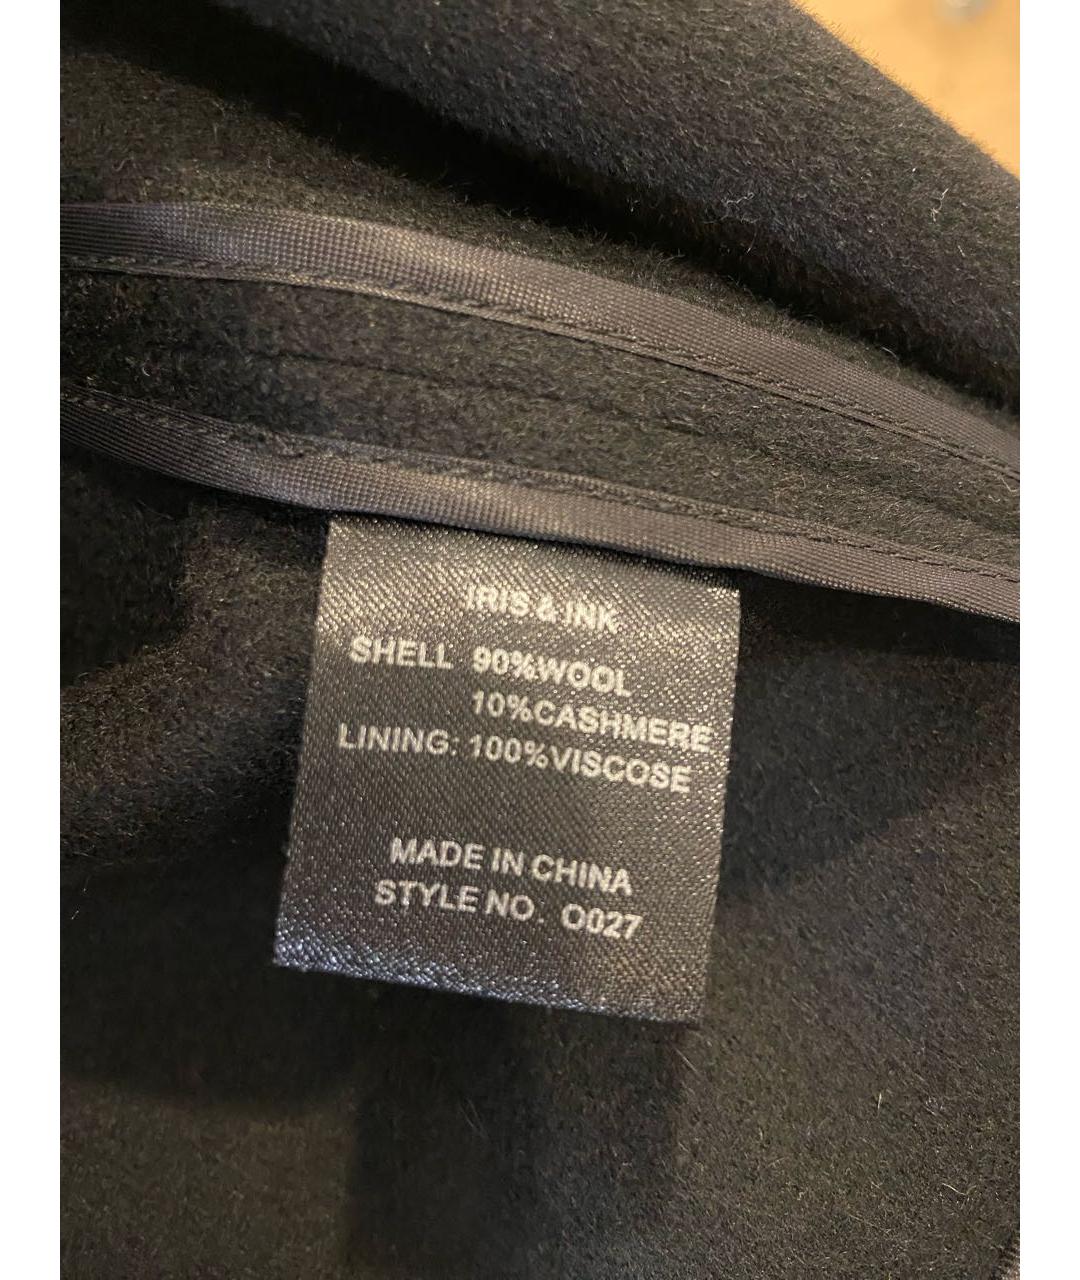 IRIS & INK
SHELL 90%WOOL
10%CASHMERE
LINING: 100%VISCOSE
MADE IN CHINA
STYLE NO. O027